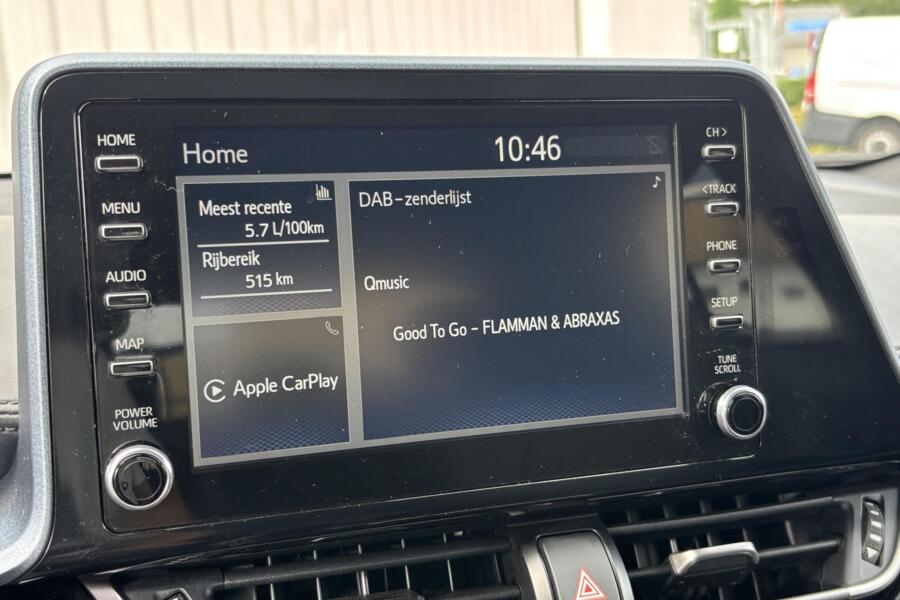 HOME
MENU
AUDIO
MAP
POWER
VOLUME
Home
10:46
Meest recente
5.7 L/100km
Rijbereik
515 km
Apple CarPlay
DAB-zenderlijst
Qmusic
Good To Go - FLAMMAN & ABRAXAS
CH >
< TRACK
PHONE
SETUP
TUNE
SCROLL